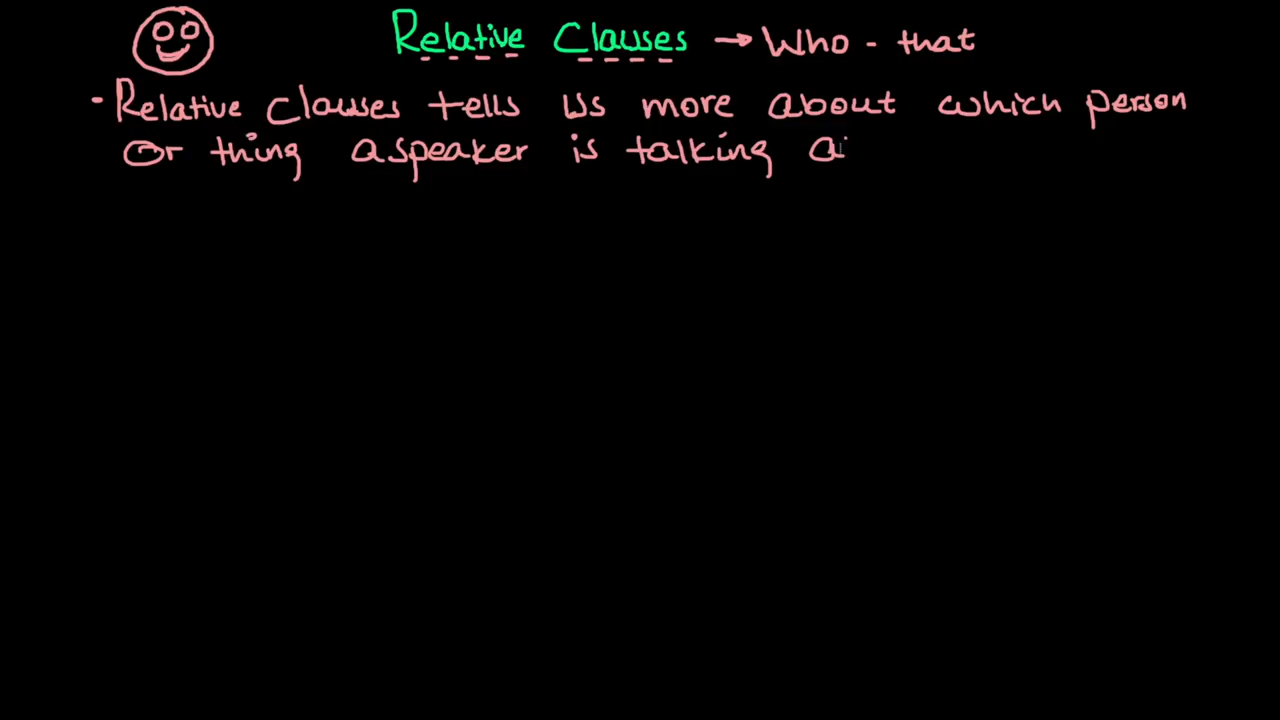 Relative Clauses → Who - that
• Relative clauses tells us more about which person
Or thing a speaker is talking a